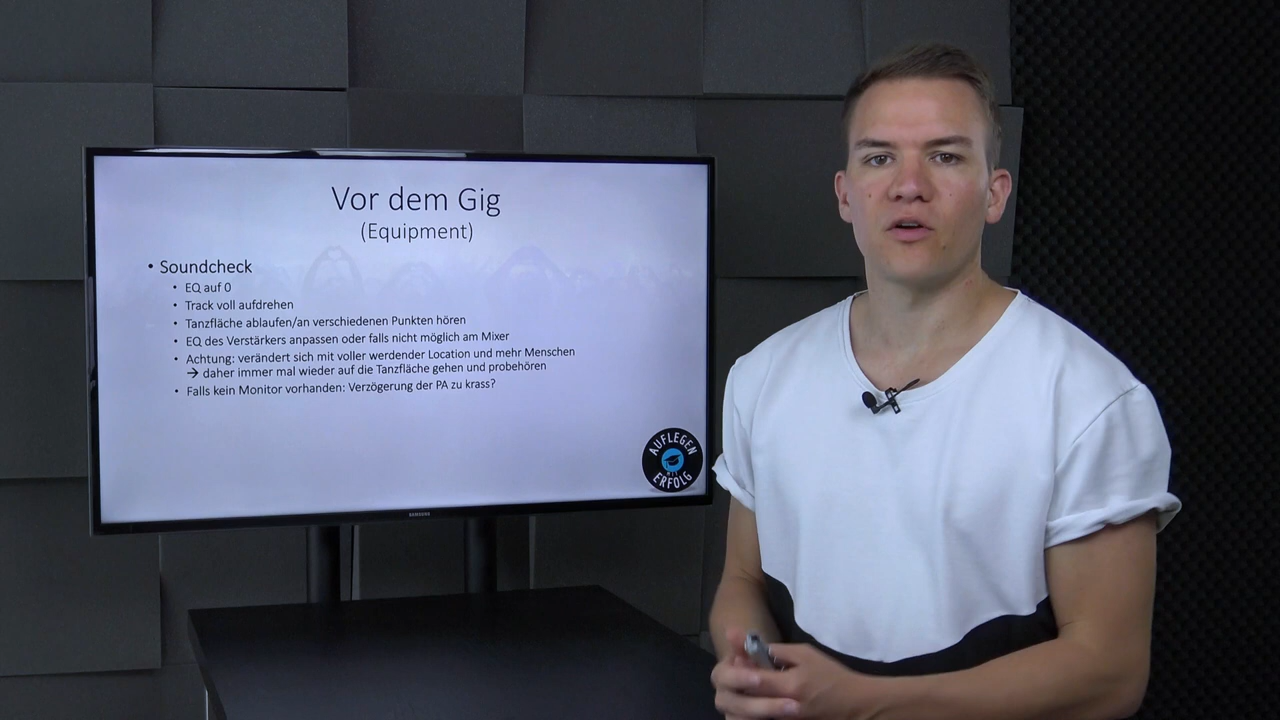 Vor dem Gig
(Equipment)
• Soundcheck
• EQ auf 0
• Track voll aufdrehen
• Tanzfläche ablaufen/an verschiedenen Punkten hören
• EQ des Verstärkers anpassen oder falls nicht möglich am Mixer
• Achtung: verändert sich mit voller werdender Location und mehr Menschen
→ daher immer mal wieder auf die Tanzfläche gehen und probehören
• Falls kein Monitor vorhanden: Verzögerung der PA zu krass?
AUFLEGEN
MIT
ERFOLG
SAMSUNG